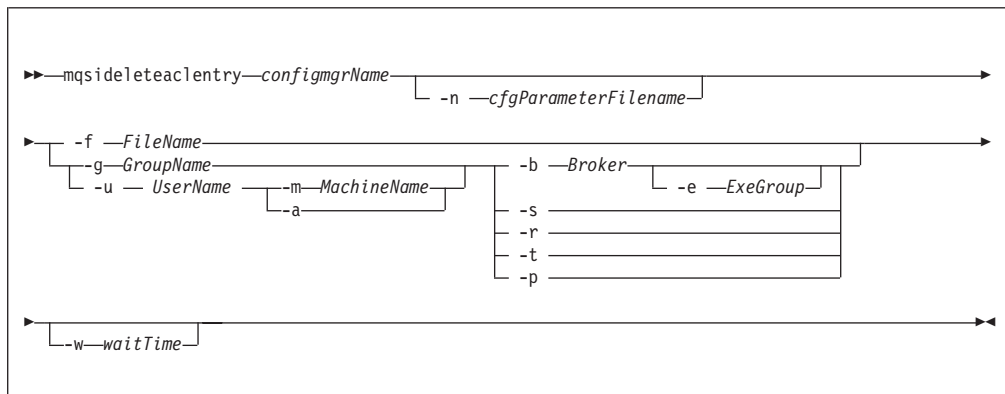 mqsideleteaclentry configmgrName
-n cfgParameterFilename
-f FileName
-g GroupName -b Broker
-u UserName -m MachineName -e ExeGroup
-a -s
-r
-t
-p
-w waitTime